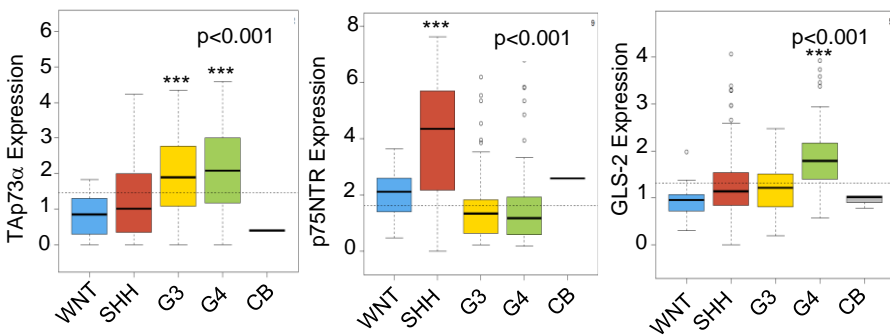 TAp73α Expression
6
5
4
3
2
1
0
p<0.001
***
***
WNT
SHH
G3
G4
CB
p75NTR Expression
8
6
4
2
0
***
p<0.001
WNT
SHH
G3
G4
CB
GLS-2 Expression
4
3
2
1
0
p<0.001
***
WNT
SHH
G3
G4
CB